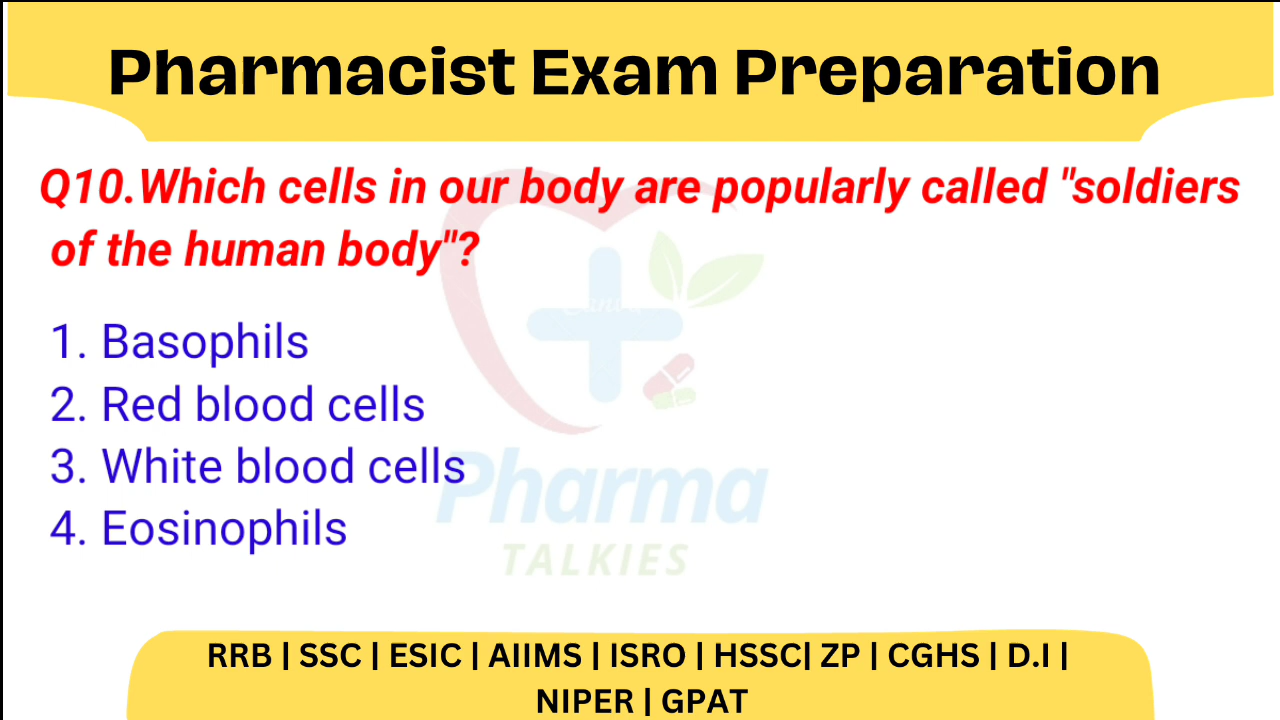 Pharmacist Exam Preparation
Q10.Which cells in our body are popularly called "soldiers
of the human body"?
1. Basophils
2. Red blood cells
3. White blood cells
4. Eosinophils
Pharma
TALKIES
RRB | SSC | ESIC | AIIMS | ISRO | HSSC| ZP | CGHS | D.I |
NIPER | GPAT